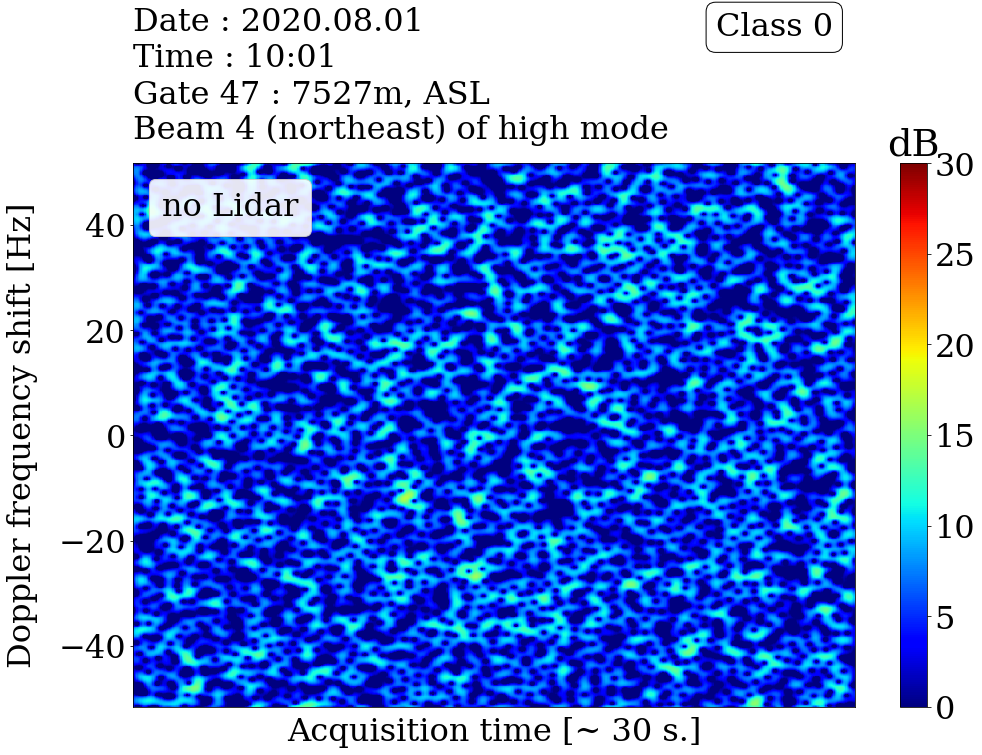 Date : 2020.08.01
Time : 10:01
Gate 47 : 7527m, ASL
Beam 4 (northeast) of high mode
Class 0
dB
no Lidar
Doppler frequency shift [Hz]
40
20
0
−20
−40
Acquisition time [~ 30 s.]
30
25
20
15
10
5
0